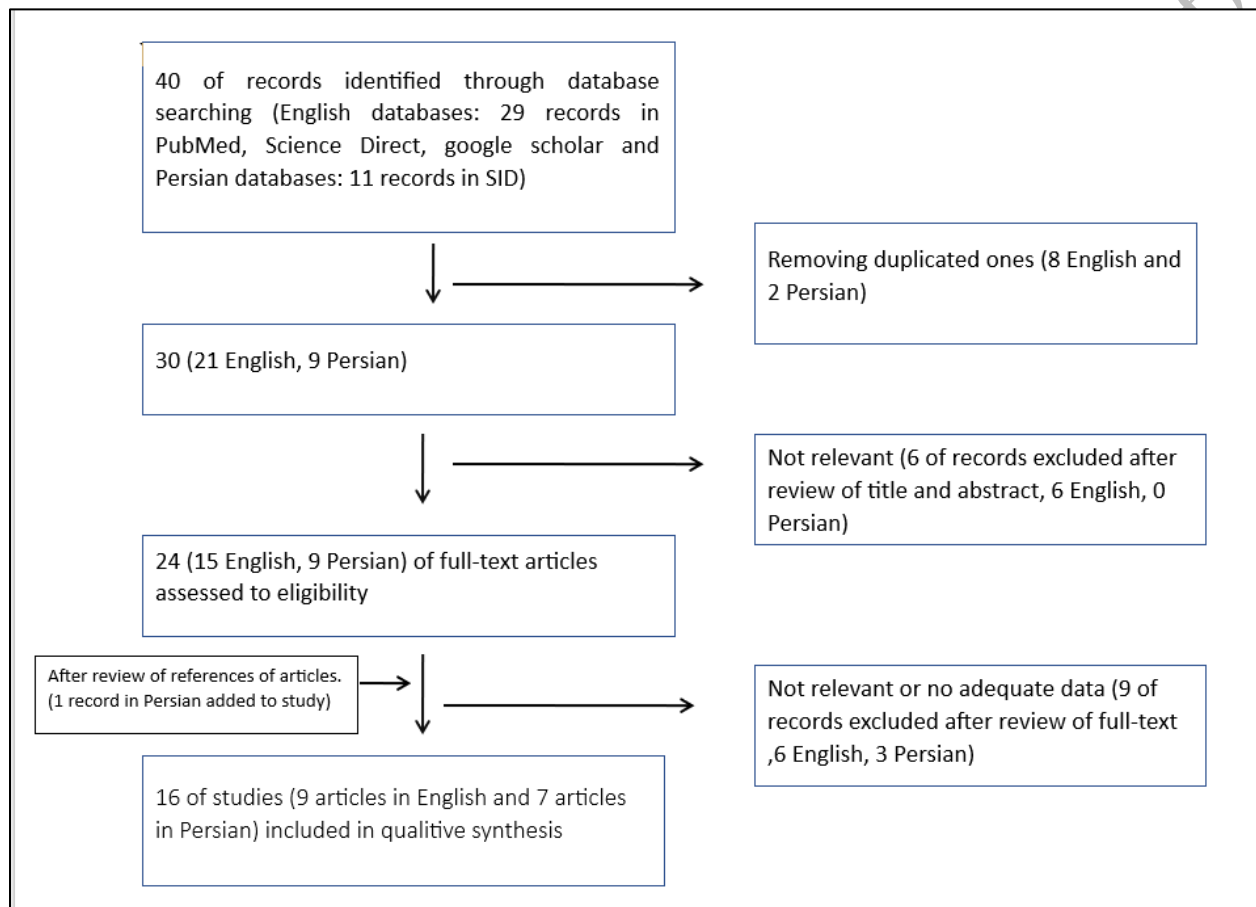 40 of records identified through database
searching (English databases: 29 records in
PubMed, Science Direct, google scholar and
Persian databases: 11 records in SID)
Removing duplicated ones (8 English and
2 Persian)
30 (21 English, 9 Persian)
Not relevant (6 of records excluded after
review of title and abstract, 6 English, 0
Persian)
24 (15 English, 9 Persian) of full-text articles
assessed to eligibility
After review of references of articles.
(1 record in Persian added to study)
Not relevant or no adequate data (9 of
records excluded after review of full-text
,6 English, 3 Persian)
16 of studies (9 articles in English and 7 articles
in Persian) included in qualitive synthesis